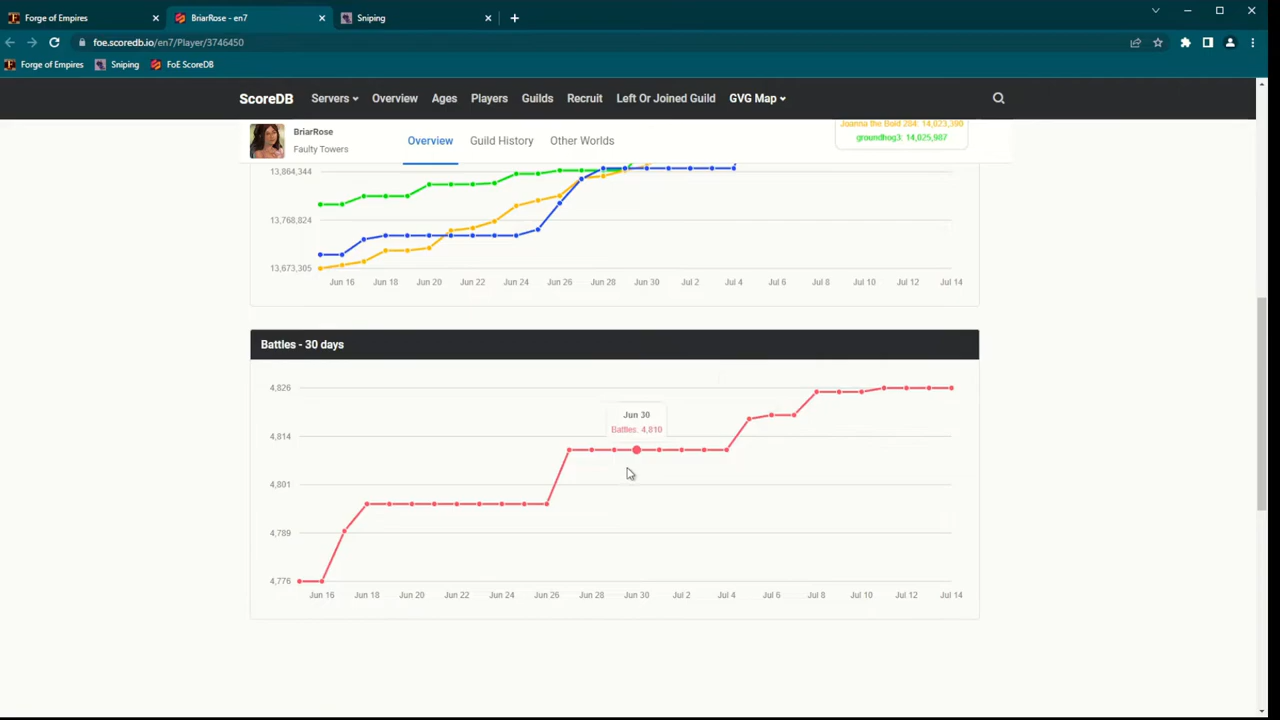 Forge of Empires
BriarRose - en7
Sniping
foe.scoredb.io/en7/Player/3746450
Forge of Empires
Sniping
FoE ScoreDB
ScoreDB
Servers
Overview
Ages
Players
Guilds
Recruit
Left Or Joined Guild
GVG Map
BriarRose
Faulty Towers
Overview
Guild History
Other Worlds
Joanna the Bold 284: 14,023,390
groundhog3: 14,025,987
13,864,344
13,768,824
13,673,305
Jun 16 Jun 18 Jun 20 Jun 22 Jun 24 Jun 26 Jun 28 Jun 30 Jul 2 Jul 4 Jul 6 Jul 8 Jul 10 Jul 12 Jul 14
Battles - 30 days
4,826
Jun 30
Battles: 4,810
4,814
4,801
4,789
4,776
Jun 16 Jun 18 Jun 20 Jun 22 Jun 24 Jun 26 Jun 28 Jun 30 Jul 2 Jul 4 Jul 6 Jul 8 Jul 10 Jul 12 Jul 14